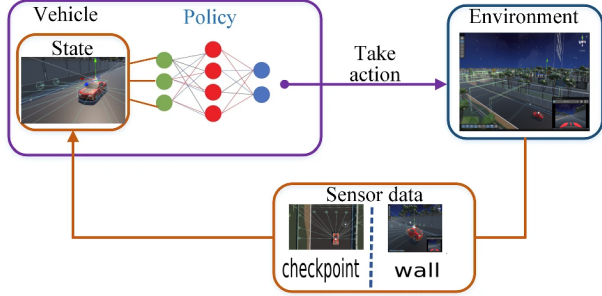 Vehicle
Policy
State
Take
action
Environment
Sensor data
checkpoint
wall